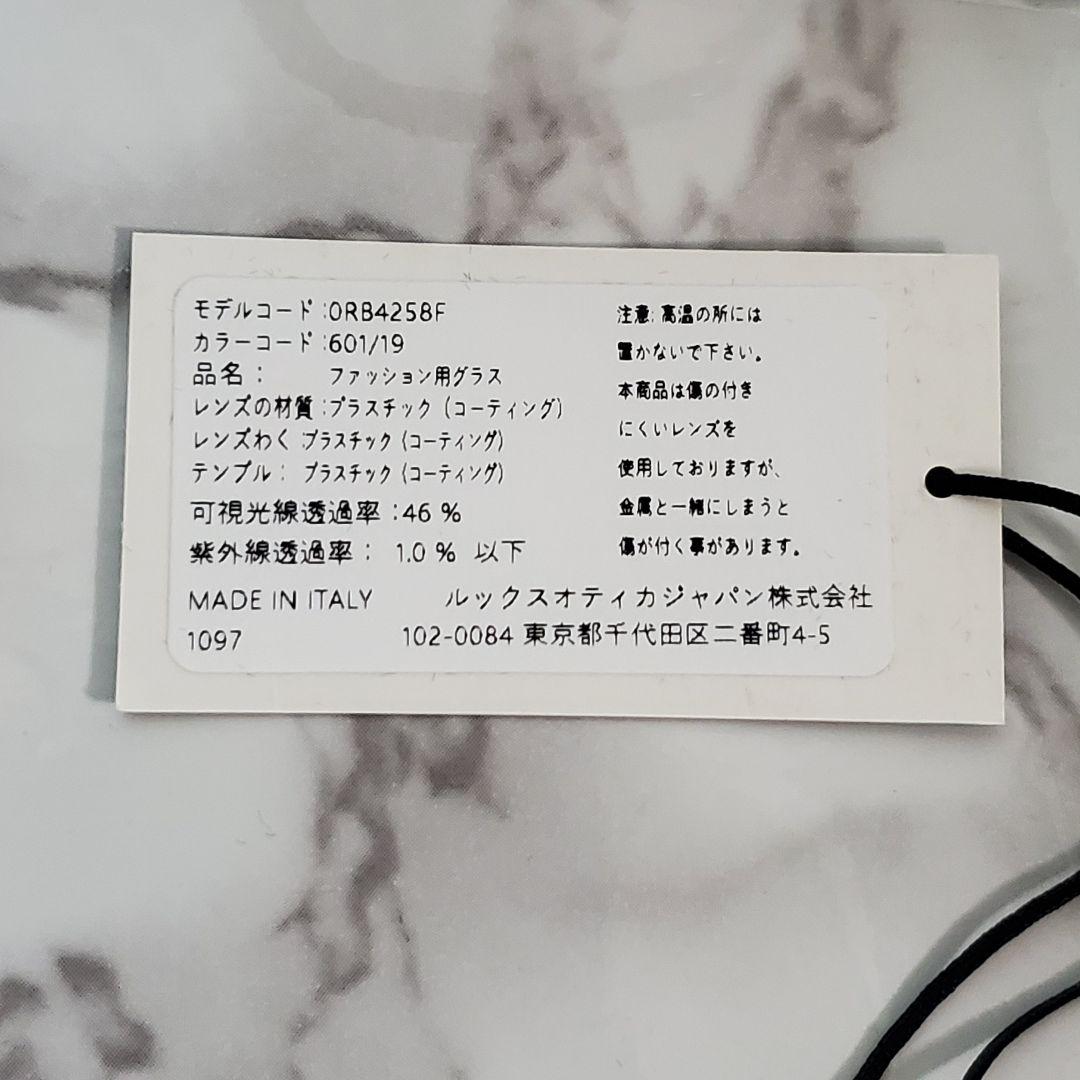 モデルコード:0RB4258F
カラーコード:601/19
品名: ファッション用グラス
レンズの材質:プラスチック (コーティング)
レンズわく:プラスチック (コーティング)
テンプル: プラスチック (コーティング)
可視光線透過率:46 %
紫外線透過率: 1.0 % 以下
注意:高温の所には
置かないで下さい。
本商品は傷の付き
にくいレンズを
使用しておりますが、
金属と一緒にしまうと
傷が付く事があります。
MADE IN ITALY ルックスオティカジャパン株式会社
1097 102-0084 東京都千代田区二番町4-5